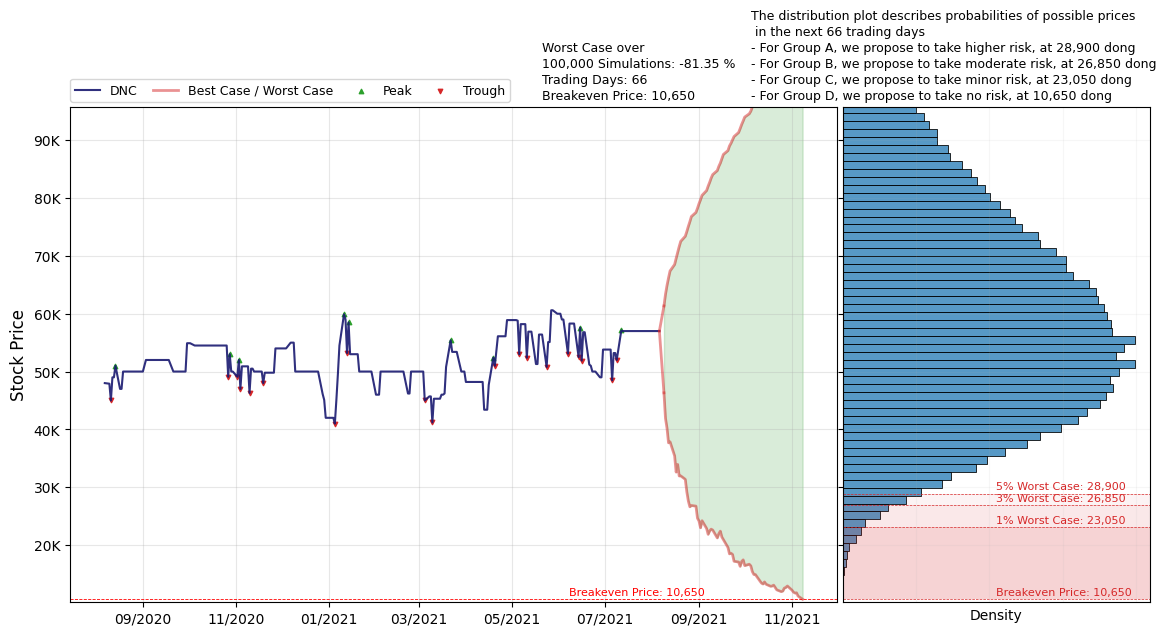 The distribution plot describes probabilities of possible prices
in the next 66 trading days
- For Group A, we propose to take higher risk, at 28,900 dong
- For Group B, we propose to take moderate risk, at 26,850 dong
- For Group C, we propose to take minor risk, at 23,050 dong
- For Group D, we propose to take no risk, at 10,650 dong
Worst Case over
100,000 Simulations: -81.35 %
Trading Days: 66
Breakeven Price: 10,650
DNC
Best Case / Worst Case
Peak
Trough
Stock Price
90K
80K
70K
60K
50K
40K
30K
20K
Breakeven Price: 10,650
09/2020
11/2020
01/2021
03/2021
05/2021
07/2021
09/2021
11/2021
5% Worst Case: 28,900
3% Worst Case: 26,850
1% Worst Case: 23,050
Breakeven Price: 10,650
Density